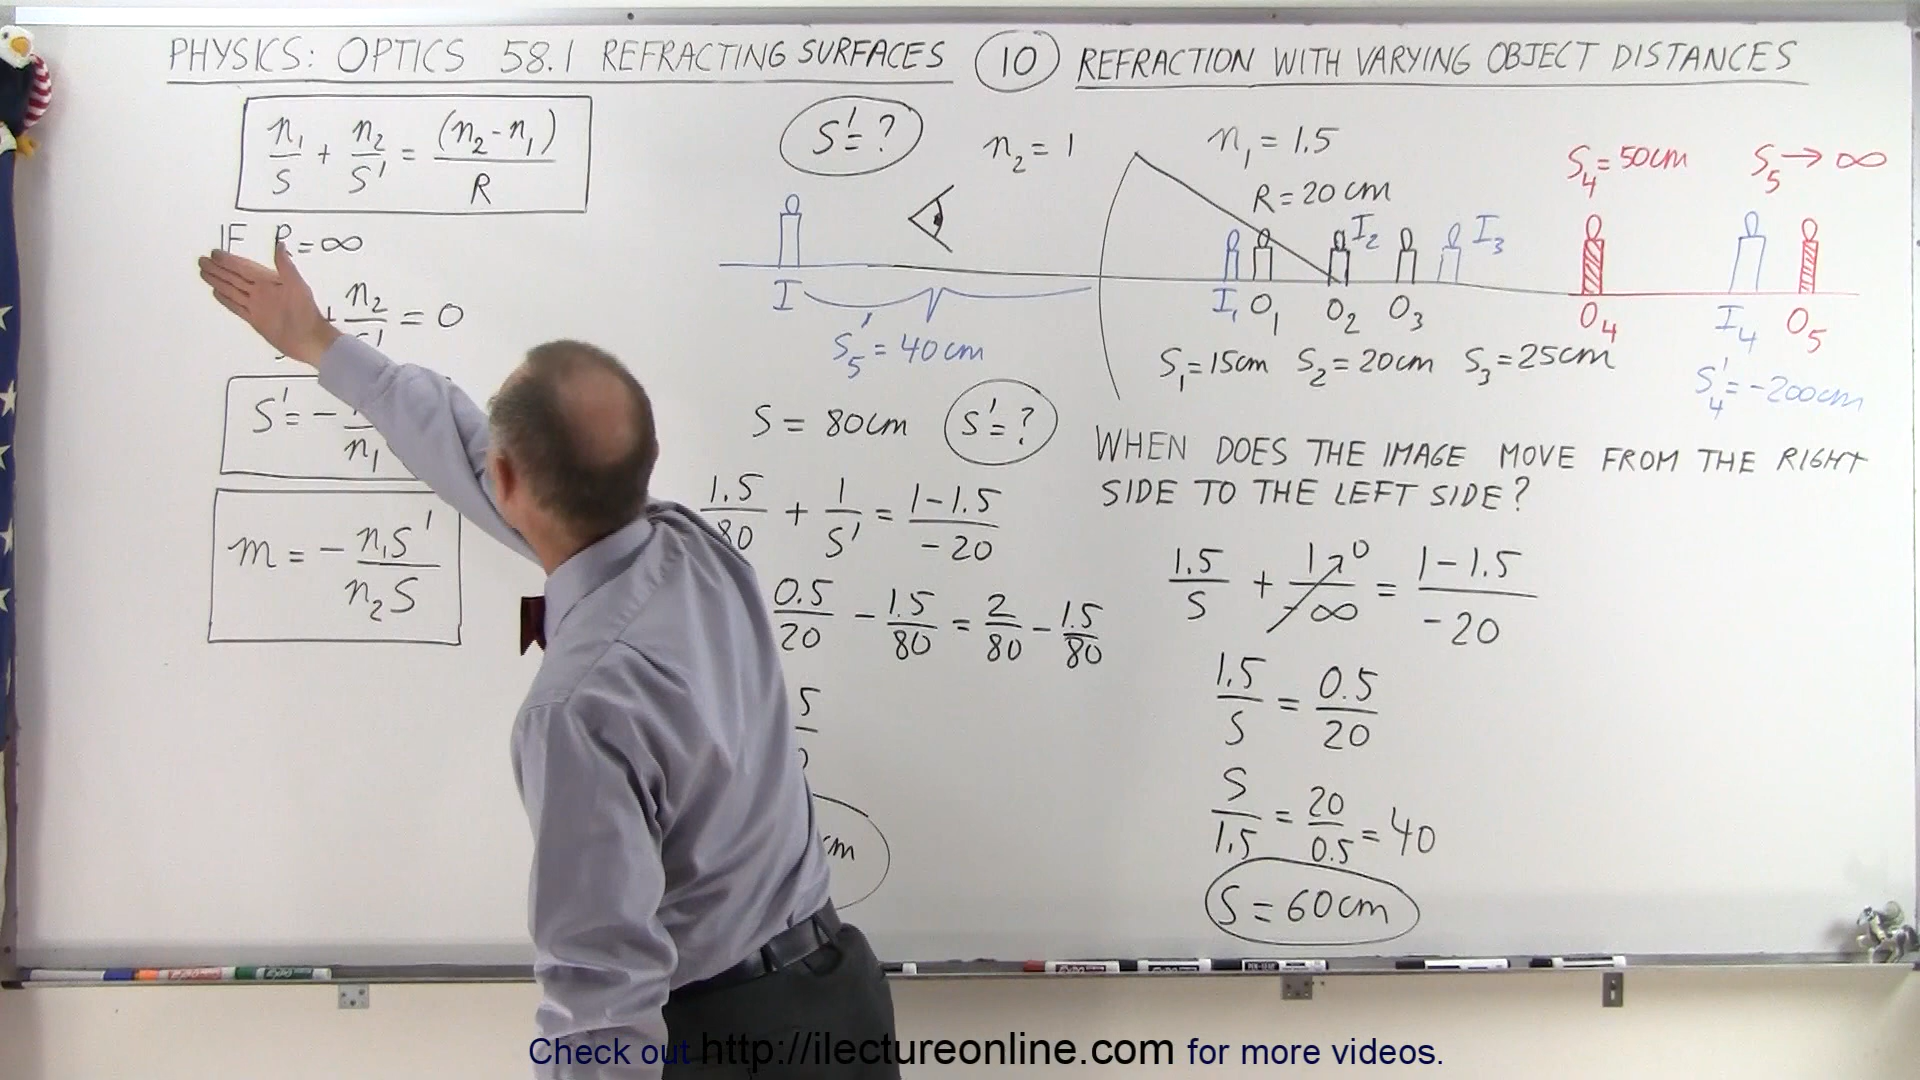 PHYSICS: OPTICS 58.1 REFRACTING SURFACES (10) REFRACTION WITH VARYING OBJECT DISTANCES
n₁/S + n₂/S' = (n₂-n₁)/R
IF R = ∞
+ n₂/S' = 0
S' = -
n₁
m = - n₁S'/n₂S
S' = ?
n₂ = 1
n₁ = 1.5
R = 20 cm
S₄ = 50cm
S₅ → ∞
I₂
I₃
I
I₁ O₁ O₂ O₃ O₄ I₄ O₅
S₅' = 40cm
S₁ = 15cm S₂ = 20cm S₃ = 25cm
S₄' = -200cm
S = 80cm S' = ?
1.5/80 + 1/S' = 1-1.5/-20
0.5/20 - 1.5/80 = 2/80 - 1.5/80
5
cm
WHEN DOES THE IMAGE MOVE FROM THE RIGHT
SIDE TO THE LEFT SIDE?
1.5/S + 1/-∞ → 0 = 1-1.5/-20
1.5/S = 0.5/20
S/1.5 = 20/0.5 = 40
S = 60cm
Check out http://ilectureonline.com for more videos.